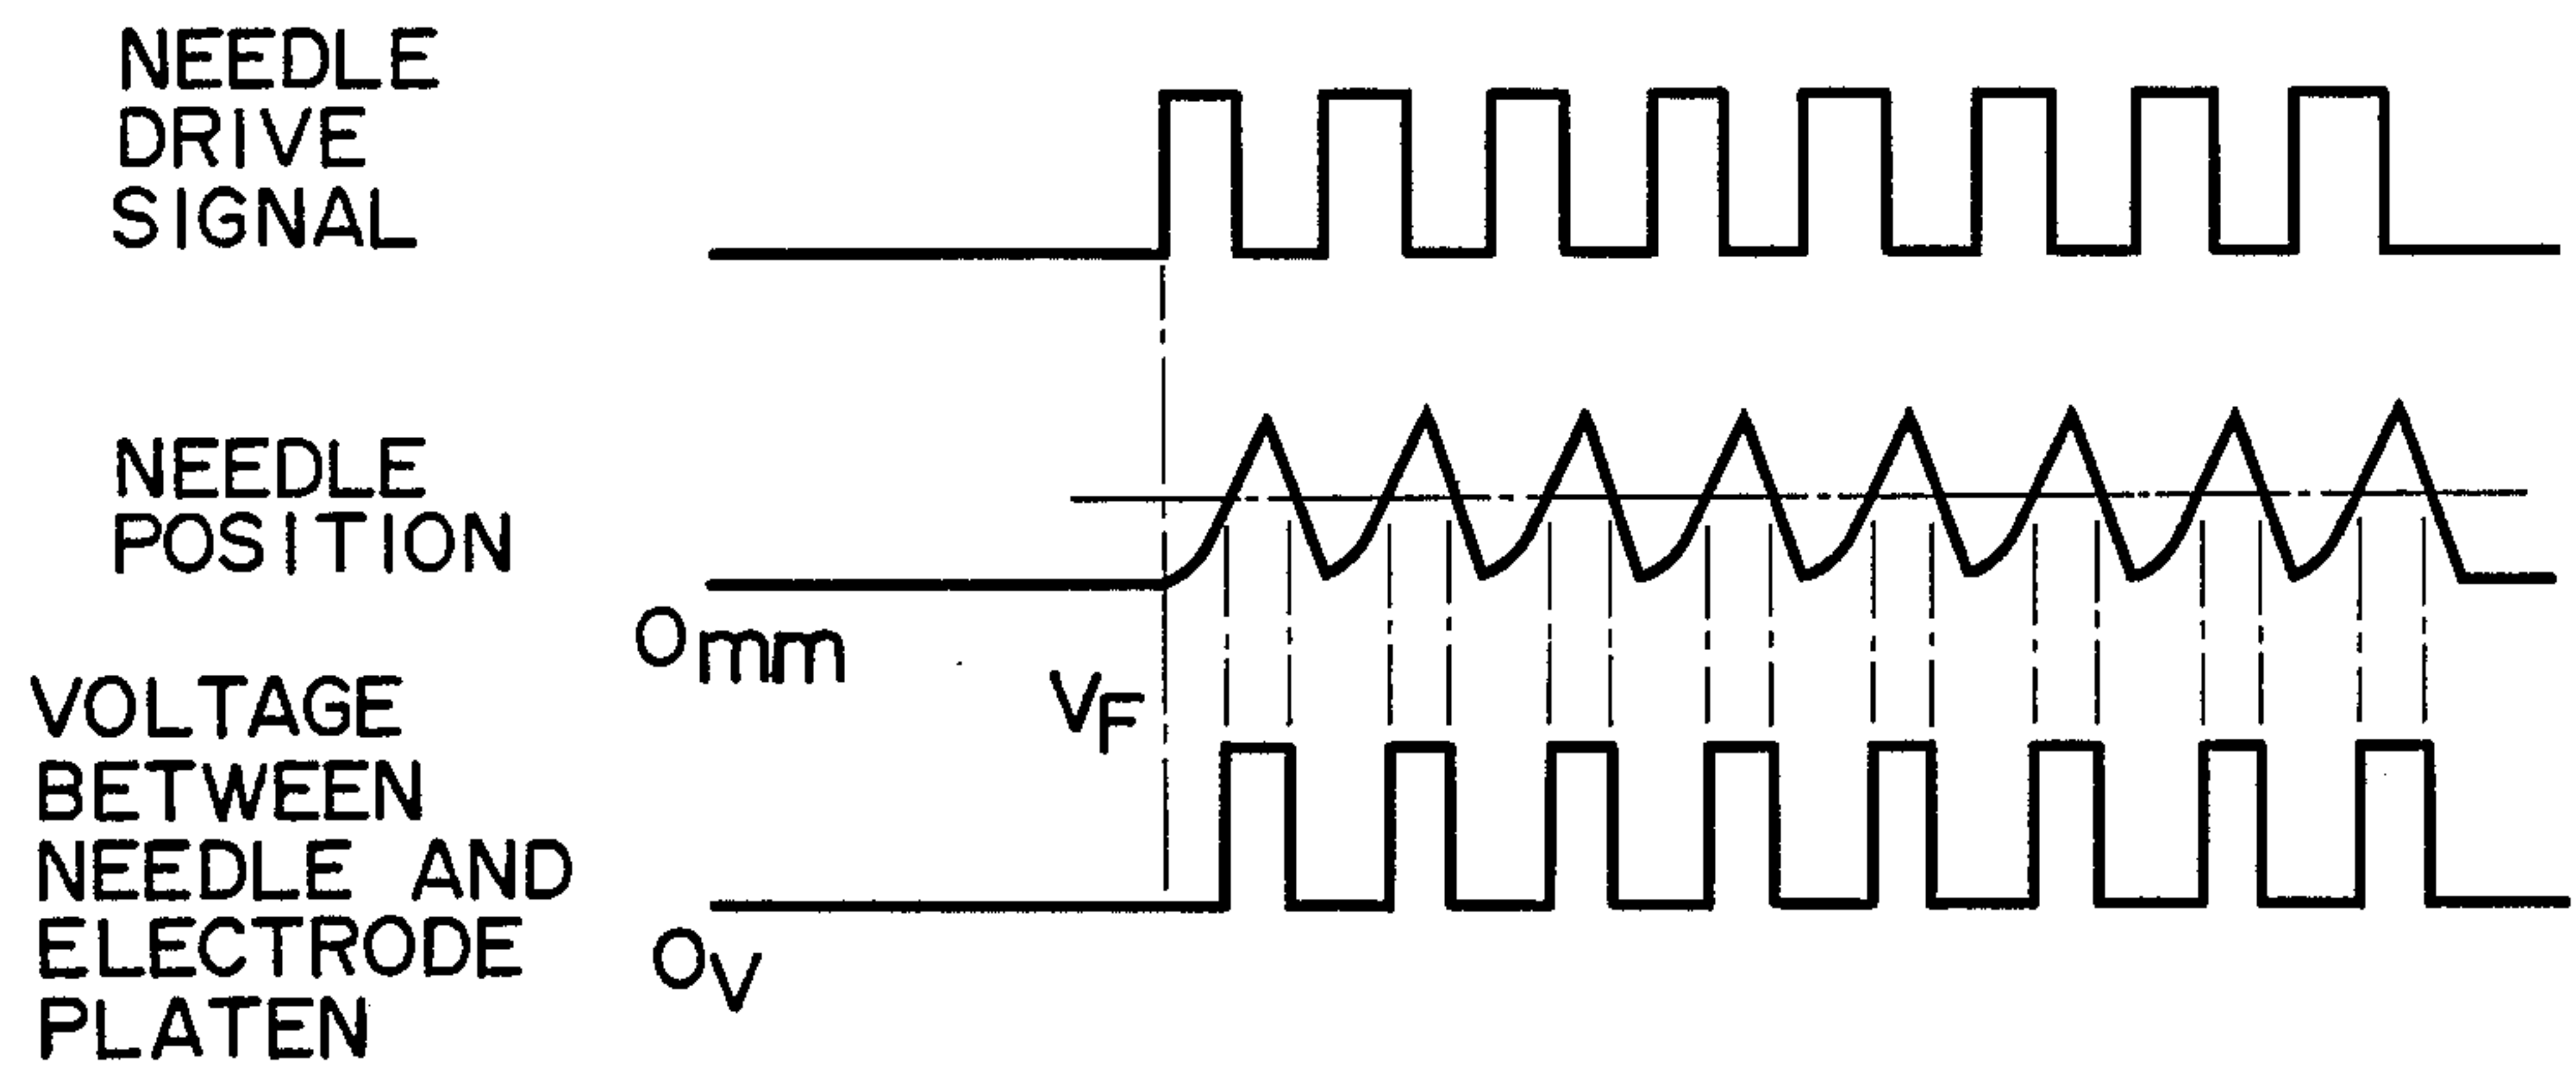 NEEDLE
DRIVE
SIGNAL
NEEDLE
POSITION
0mm
VF
VOLTAGE
BETWEEN
NEEDLE AND
ELECTRODE
PLATEN
0V